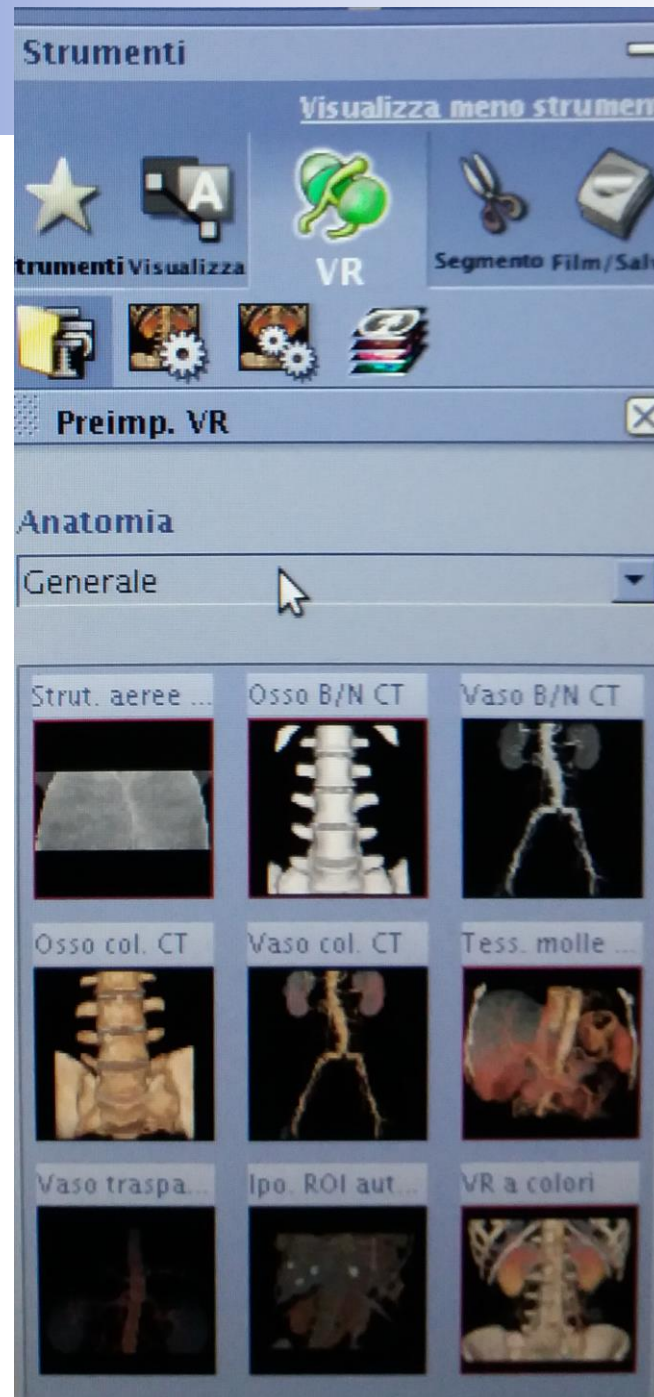 Strumenti
Visualizza meno strumen
trumenti Visualizza VR Segmento Film/Salv
Preimp. VR
Anatomia
Generale
Strut. aeree ... Osso B/N CT Vaso B/N CT
Osso col. CT Vaso col. CT Tess. molle ...
Vaso traspa... Ipo. ROI aut... VR a colori